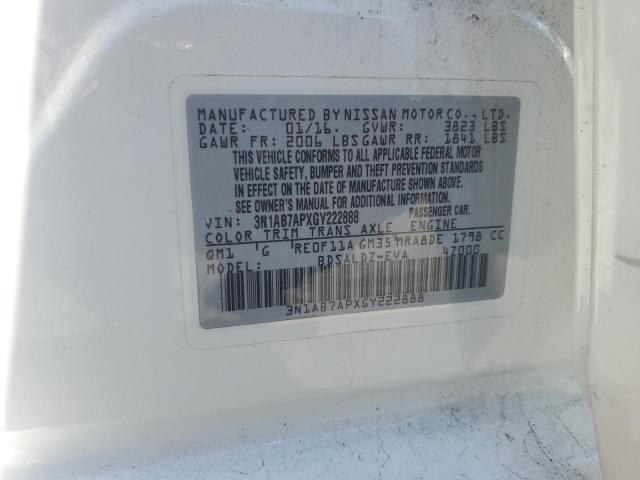 MANUFACTURED BY NISSAN MOTOR CO., LTD.
DATE: 01/16. GVWR: 3823 LBS
GAWR FR: 2006 LBS GAWR RR: 1841 LBS
THIS VEHICLE CONFORMS TO ALL APPLICABLE FEDERAL MOTOR
VEHICLE SAFETY, BUMPER AND THEFT PREVENTION STANDARDS
IN EFFECT ON THE DATE OF MANUFACTURE SHOWN ABOVE.
SEE OWNER'S MANUAL FOR ADDITIONAL INFORMATION.
VIN: 3N1AB7APXGY222888 PASSENGER CAR.
COLOR TRIM TRANS AXLE ENGINE
QM1 G RE0F11A GM35 MRA8DE 1798 CC
MODEL: BDSALDZ-EVA 47000
3N1AB7APXGY222888